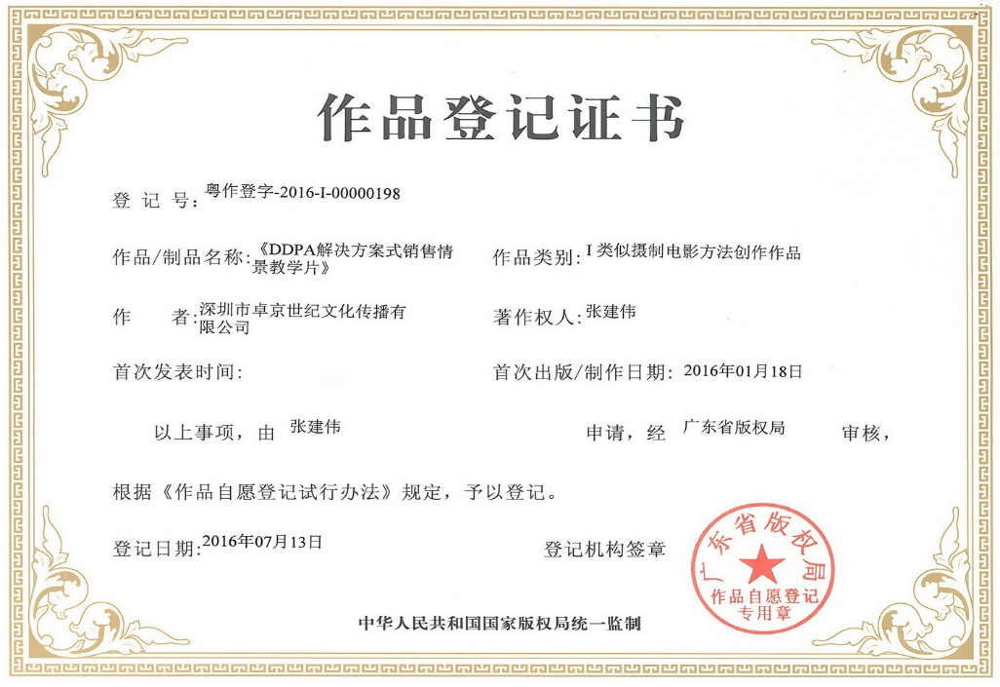 作品登记证书
登 记 号：粤作登字-2016-I-00000198
作品/制品名称:《DDPA解决方案式销售情
景教学片》
作品类别:I 类似摄制电影方法创作作品
作 者:深圳市卓京世纪文化传播有
限公司
著作权人:张建伟
首次发表时间:
首次出版/制作日期: 2016年01月18日
以上事项，由 张建伟 申请，经 广东省版权局 审核，
根据《作品自愿登记试行办法》规定，予以登记。
登记日期:2016年07月13日
登记机构签章
广东省版权局
作品自愿登记
专用章
中华人民共和国国家版权局统一监制